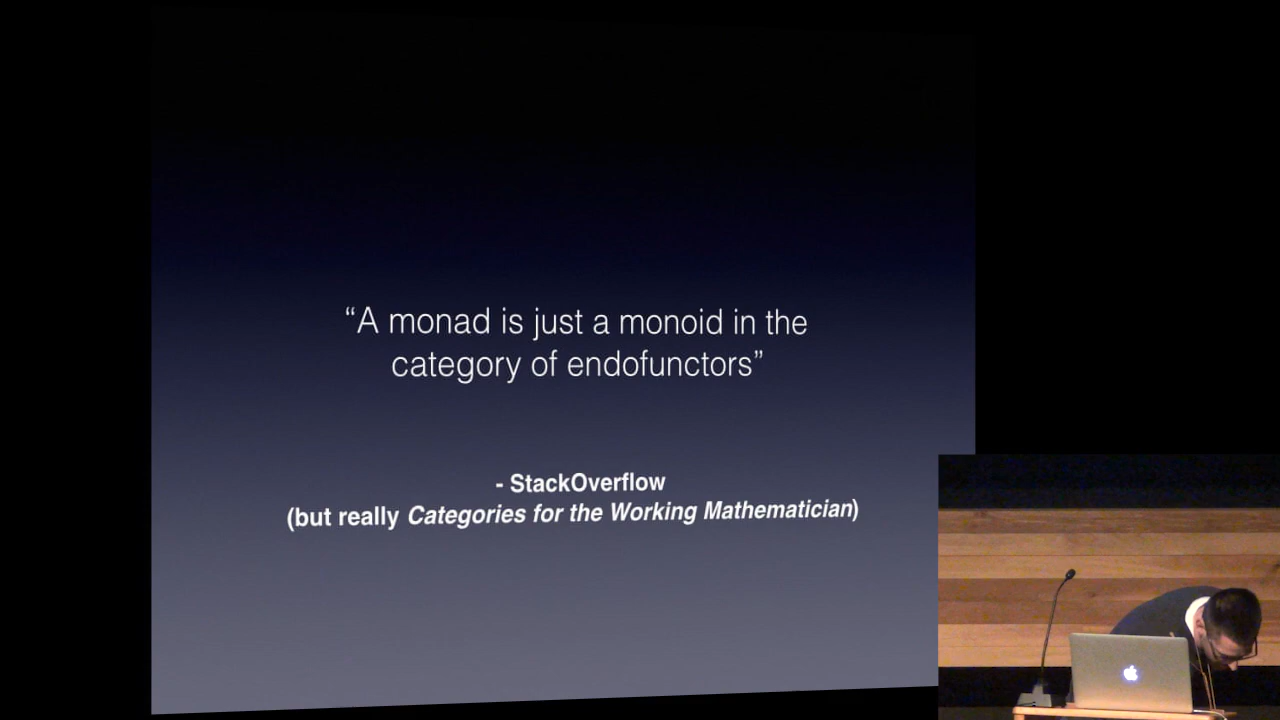 “A monad is just a monoid in the
category of endofunctors”
- StackOverflow
(but really Categories for the Working Mathematician)